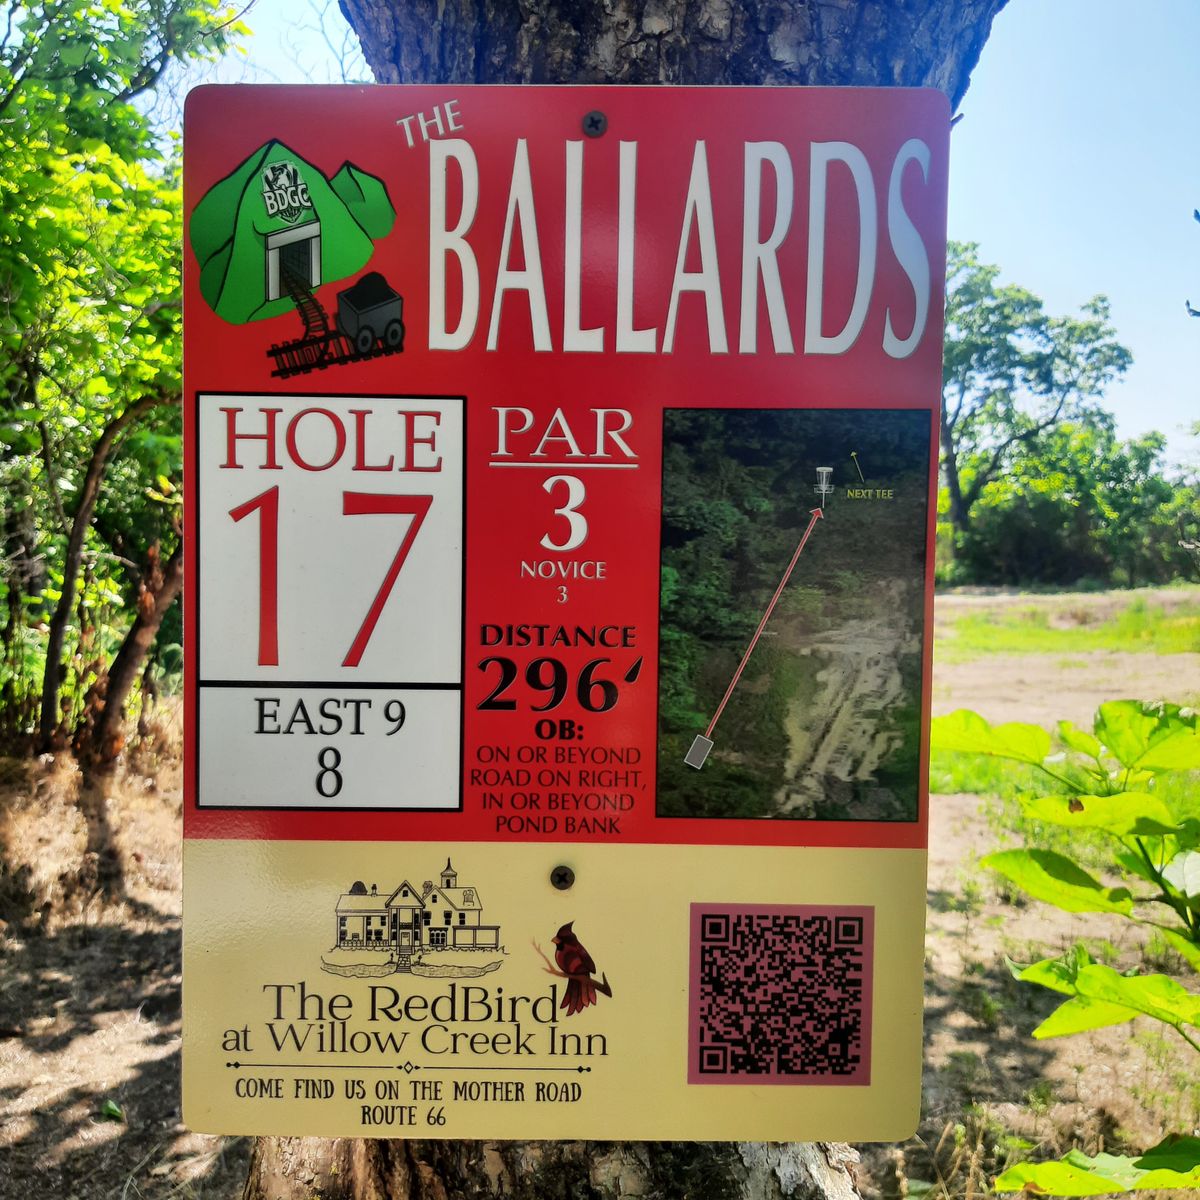 THE
BALLARDS
BDGC
HOLE
17
EAST 9
8
PAR
3
NOVICE
3
DISTANCE
296'
OB:
ON OR BEYOND
ROAD ON RIGHT,
IN OR BEYOND
POND BANK
NEXT TEE
The RedBird
at Willow Creek Inn
COME FIND US ON THE MOTHER ROAD
ROUTE 66